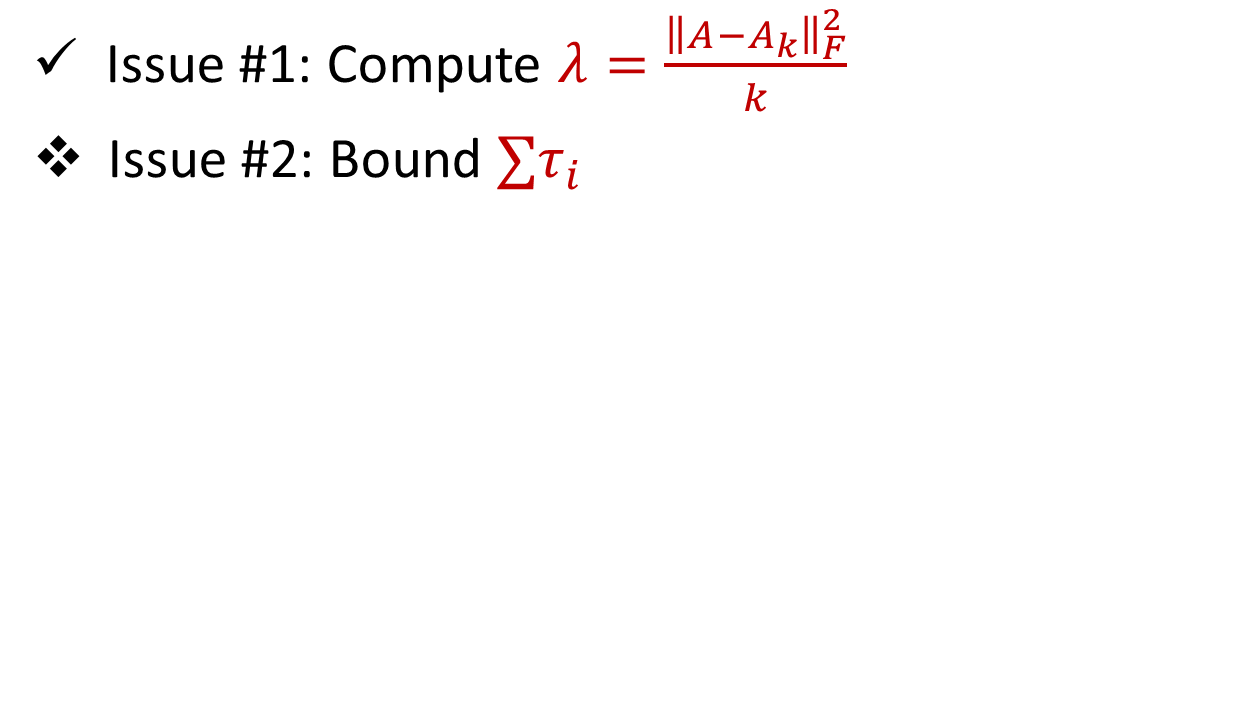 ✓ Issue #1: Compute λ = ‖A−A_k‖_F^2 / k
❖ Issue #2: Bound ∑τ_i